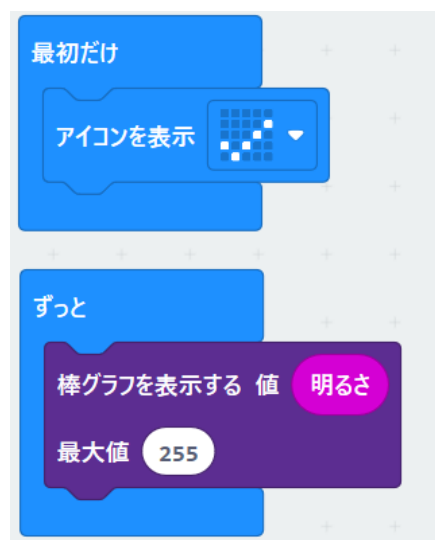 最初だけ
アイコンを表示
ずっと
棒グラフを表示する 値 明るさ
最大値 255